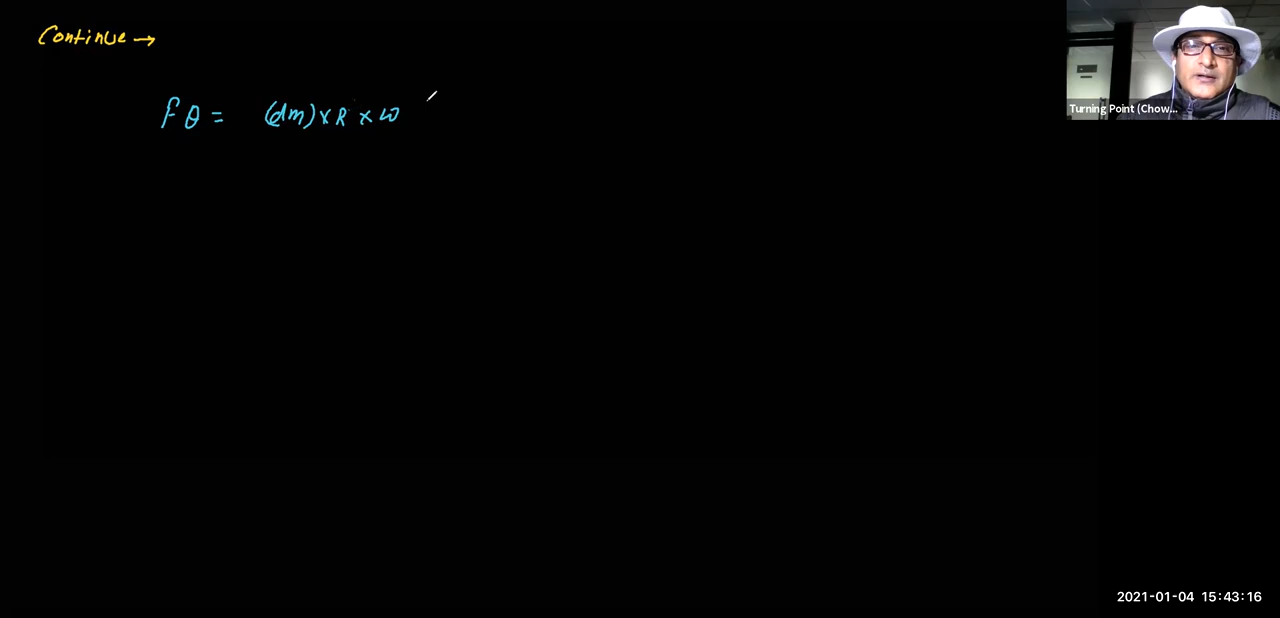 Continue →
Fθ = (dm) × R × ω
Turning Point (Chow...
2021-01-04 15:43:16